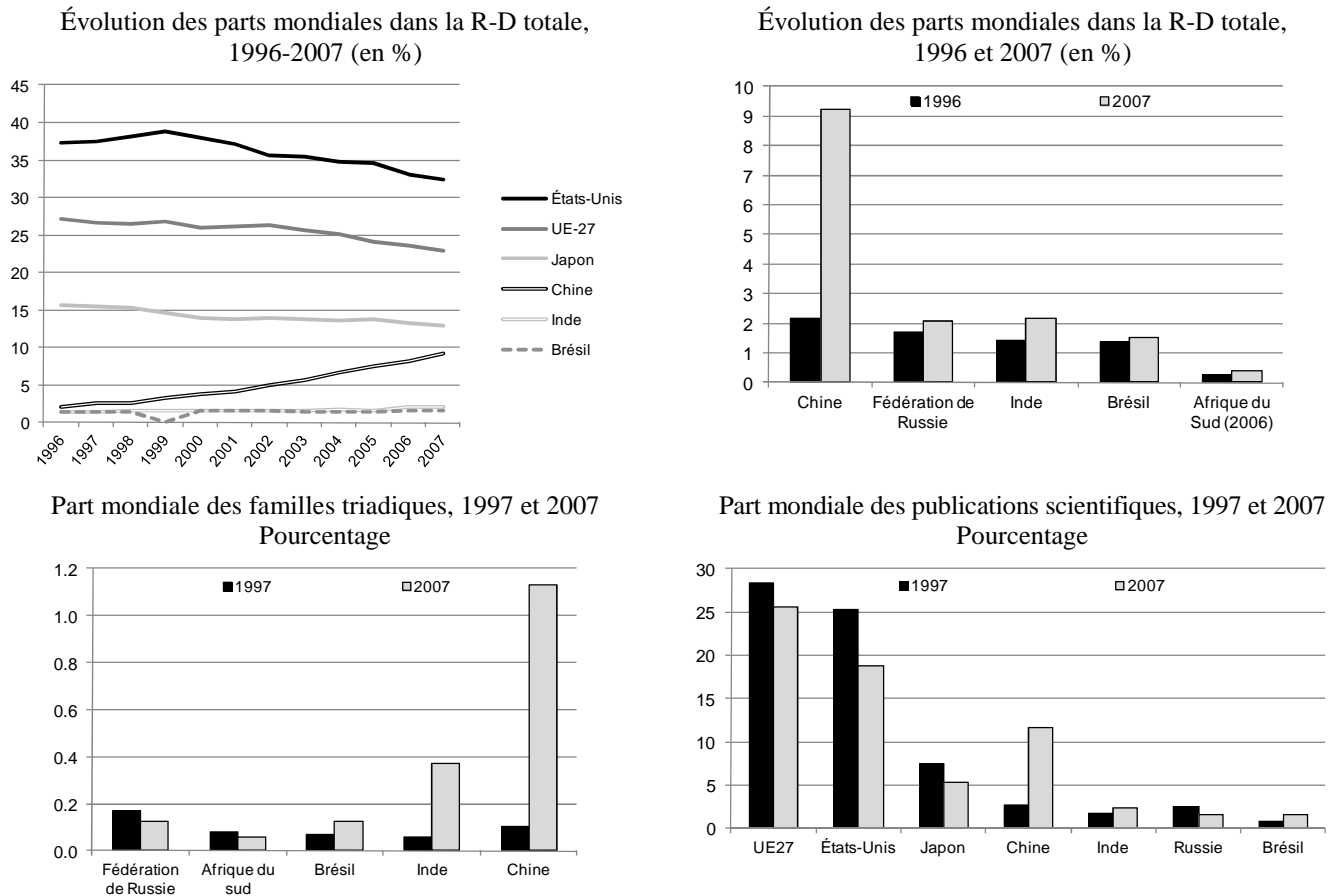 Évolution des parts mondiales dans la R-D totale,
1996-2007 (en %)
45
40
35
30
25
20
15
10
5
0
1996
1997
1998
1999
2000
2001
2002
2003
2004
2005
2006
2007
États-Unis
UE-27
Japon
Chine
Inde
Brésil
Évolution des parts mondiales dans la R-D totale,
1996 et 2007 (en %)
10
9
8
7
6
5
4
3
2
1
0
1996
2007
Chine
Fédération de
Russie
Inde
Brésil
Afrique du
Sud (2006)
Part mondiale des familles triadiques, 1997 et 2007
Pourcentage
1.2
1.0
0.8
0.6
0.4
0.2
0.0
1997
2007
Fédération
de Russie
Afrique du
sud
Brésil
Inde
Chine
Part mondiale des publications scientifiques, 1997 et 2007
Pourcentage
30
25
20
15
10
5
0
1997
2007
UE27
États-Unis
Japon
Chine
Inde
Russie
Brésil